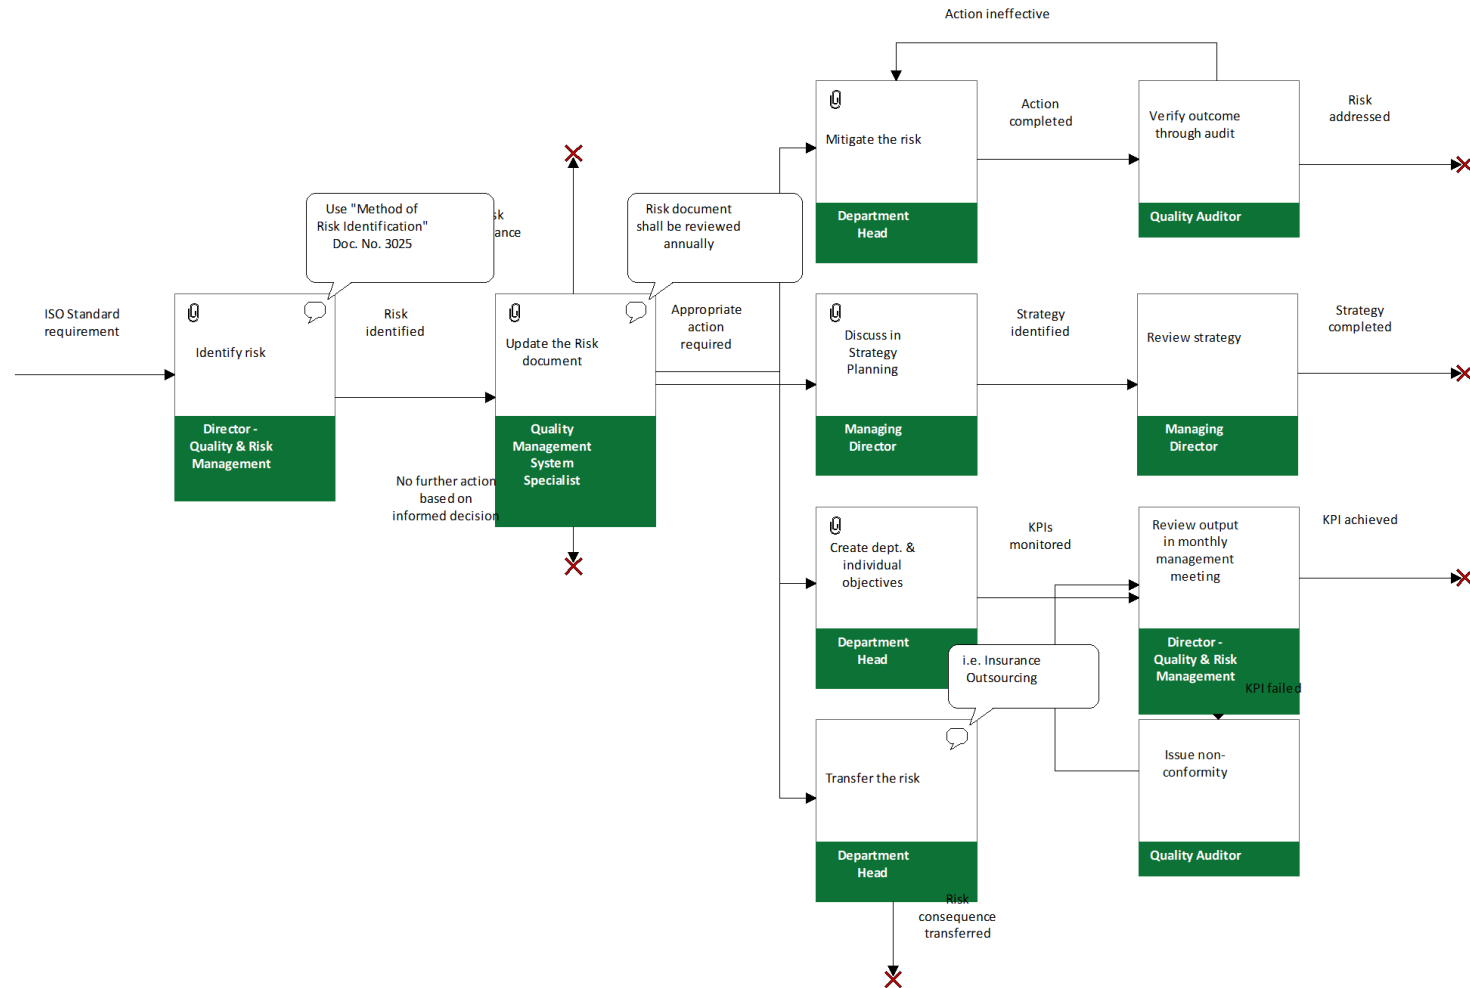 Action ineffective
Action
completed
Risk
addressed
Mitigate the risk
Department
Head
Verify outcome
through audit
Quality Auditor
Use "Method of
Risk Identification"
Doc. No. 3025
Risk document
shall be reviewed
annually
ISO Standard
requirement
Identify risk
Director -
Quality & Risk
Management
Risk
identified
Update the Risk
document
Quality
Management
System
Specialist
No further action
based on
informed decision
Appropriate
action
required
Discuss in
Strategy
Planning
Managing
Director
Strategy
identified
Review strategy
Managing
Director
Strategy
completed
Create dept. &
individual
objectives
Department
Head
KPIs
monitored
Review output
in monthly
management
meeting
Director -
Quality & Risk
Management
KPI achieved
KPI failed
i.e. Insurance
Outsourcing
Transfer the risk
Department
Head
Issue non-
conformity
Quality Auditor
Risk
consequence
transferred